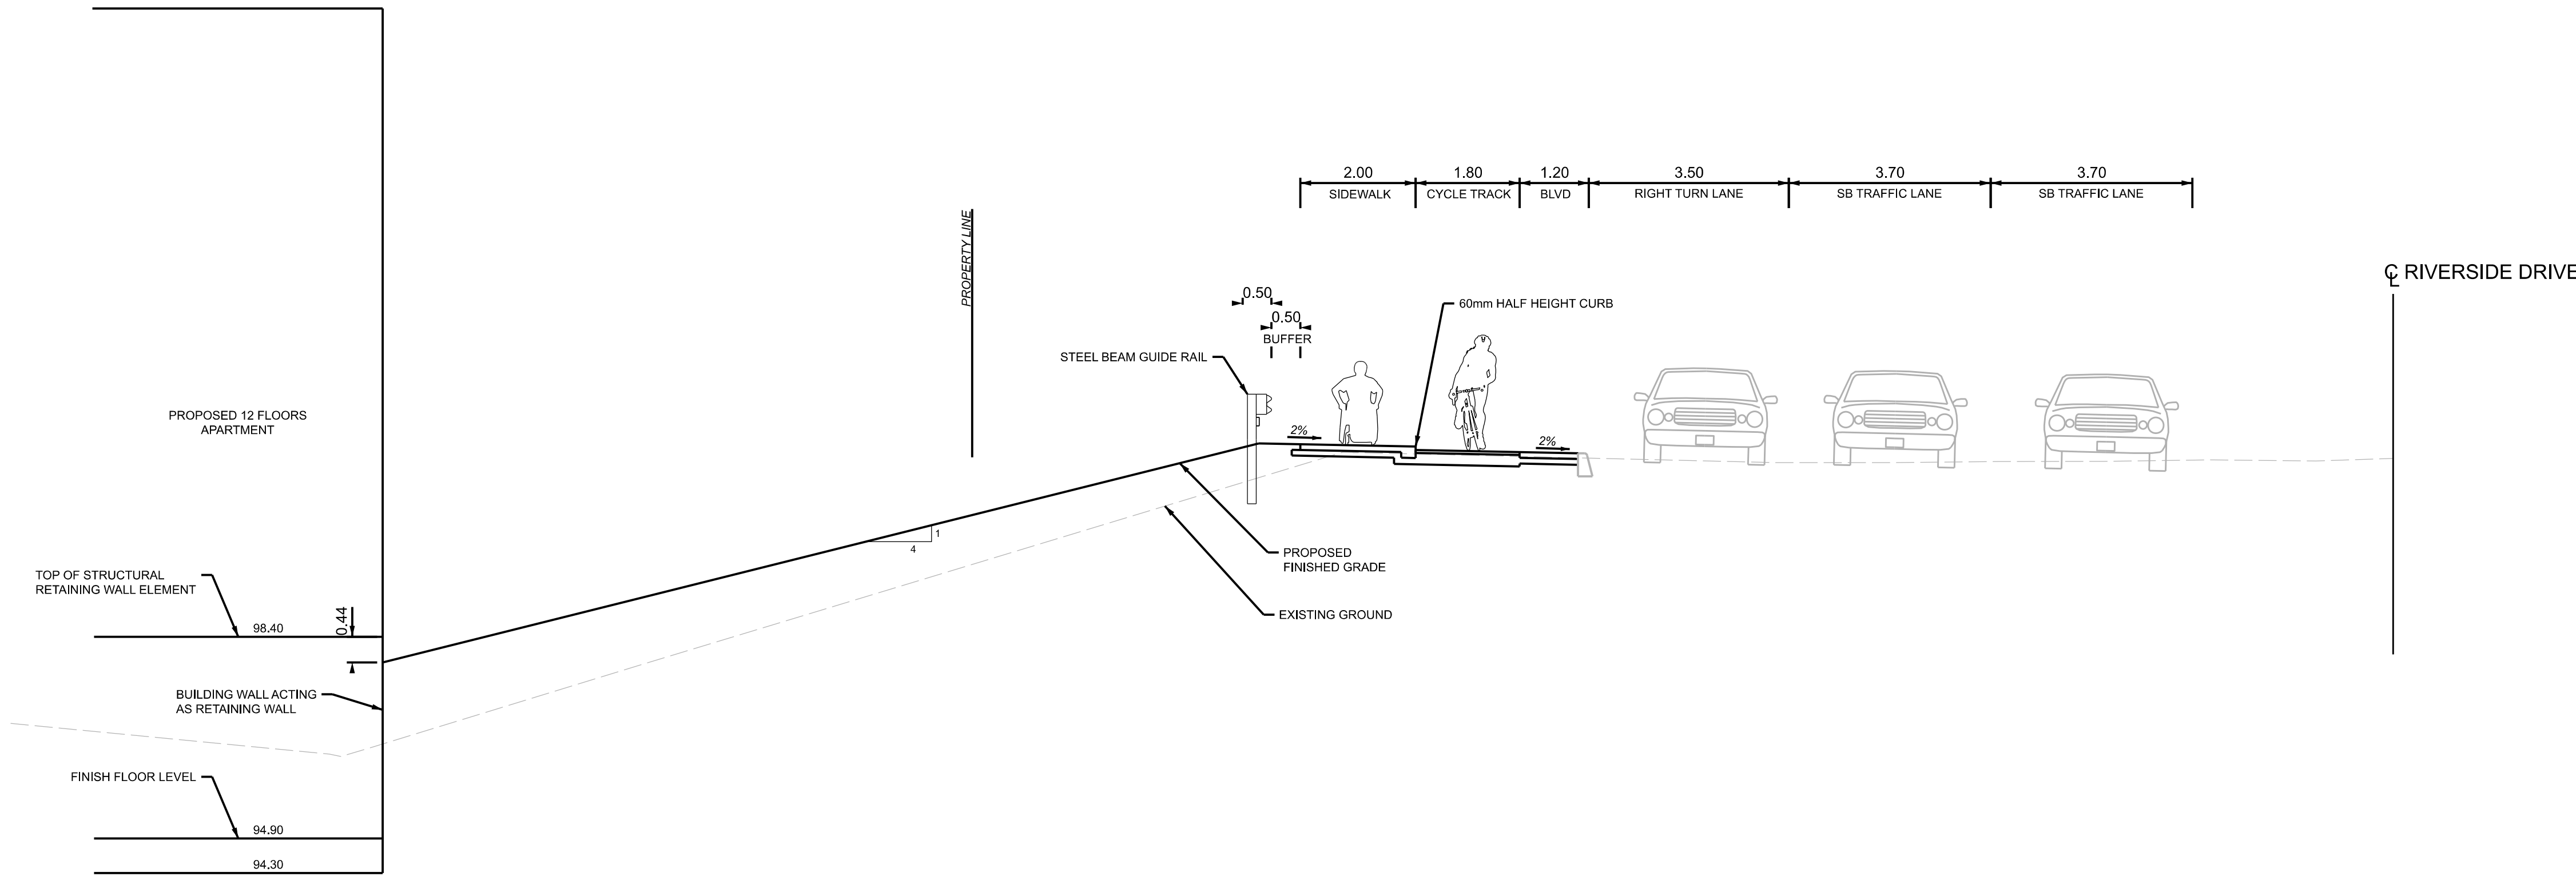 2.00
1.80
1.20
3.50
3.70
3.70
SIDEWALK
CYCLE TRACK
BLVD
RIGHT TURN LANE
SB TRAFFIC LANE
SB TRAFFIC LANE
PROPERTY LINE
℄ RIVERSIDE DRIVE
0.50
0.50
BUFFER
60mm HALF HEIGHT CURB
STEEL BEAM GUIDE RAIL
2%
2%
PROPOSED 12 FLOORS
APARTMENT
1
4
PROPOSED
FINISHED GRADE
EXISTING GROUND
TOP OF STRUCTURAL
RETAINING WALL ELEMENT
98.40
0.44
BUILDING WALL ACTING
AS RETAINING WALL
FINISH FLOOR LEVEL
94.90
94.30